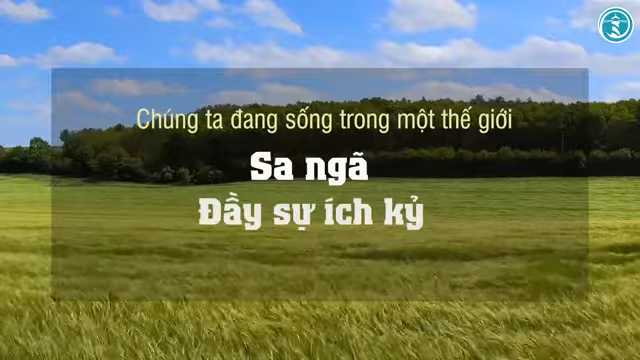 Chúng ta đang sống trong một thế giới
Sa ngã
Đầy sự ích kỷ